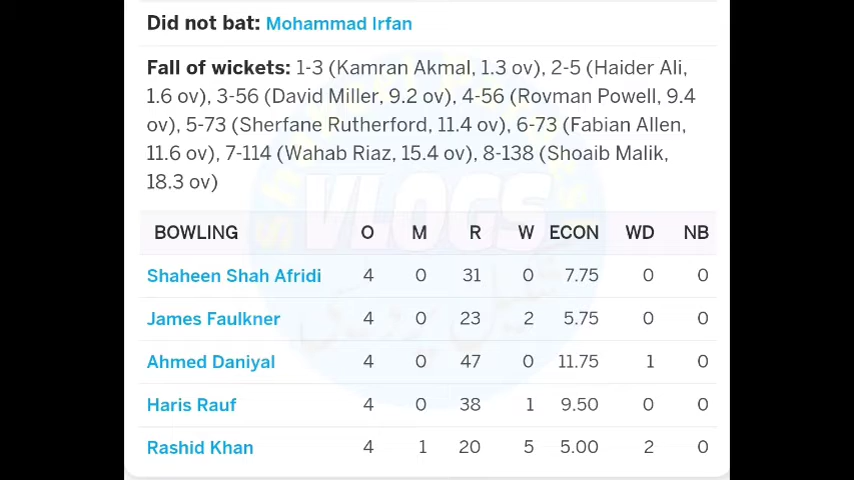 Did not bat: Mohammad Irfan
Fall of wickets: 1-3 (Kamran Akmal, 1.3 ov), 2-5 (Haider Ali,
1.6 ov), 3-56 (David Miller, 9.2 ov), 4-56 (Rovman Powell, 9.4
ov), 5-73 (Sherfane Rutherford, 11.4 ov), 6-73 (Fabian Allen,
11.6 ov), 7-114 (Wahab Riaz, 15.4 ov), 8-138 (Shoaib Malik,
18.3 ov)
VLOGS
BOWLING O M R W ECON WD NB
Shaheen Shah Afridi 4 0 31 0 7.75 0 0
James Faulkner 4 0 23 2 5.75 0 0
Ahmed Daniyal 4 0 47 0 11.75 1 0
Haris Rauf 4 0 38 1 9.50 0 0
Rashid Khan 4 1 20 5 5.00 2 0